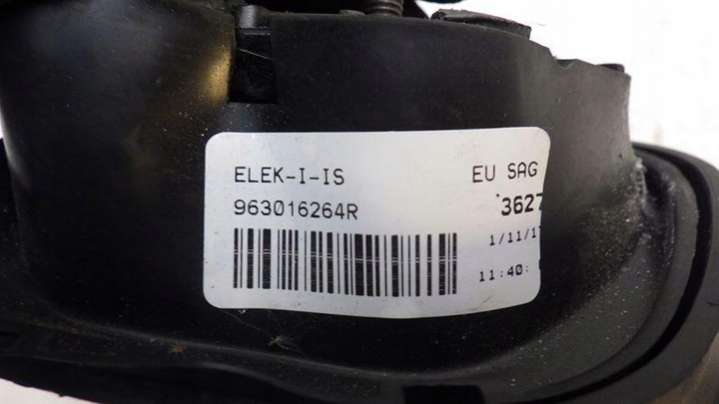 ELEK-I-IS EU SAG
963016264R 3627
1/11/1
11:40: